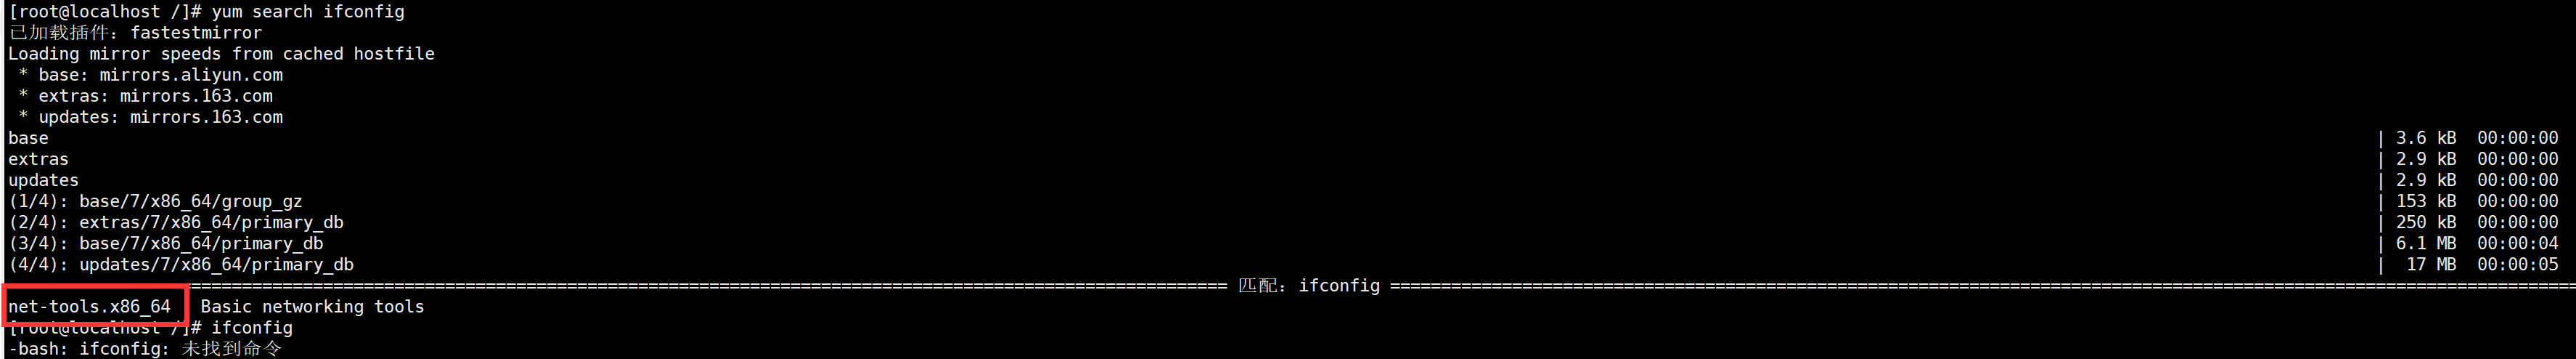 [root@localhost /]# yum search ifconfig
已加载插件：fastestmirror
Loading mirror speeds from cached hostfile
 * base: mirrors.aliyun.com
 * extras: mirrors.163.com
 * updates: mirrors.163.com
base | 3.6 kB 00:00:00
extras | 2.9 kB 00:00:00
updates | 2.9 kB 00:00:00
(1/4): base/7/x86_64/group_gz | 153 kB 00:00:00
(2/4): extras/7/x86_64/primary_db | 250 kB 00:00:00
(3/4): base/7/x86_64/primary_db | 6.1 MB 00:00:04
(4/4): updates/7/x86_64/primary_db | 17 MB 00:00:05
==================== 匹配：ifconfig ====================
net-tools.x86_64 Basic networking tools
[root@localhost /]# ifconfig
-bash: ifconfig: 未找到命令